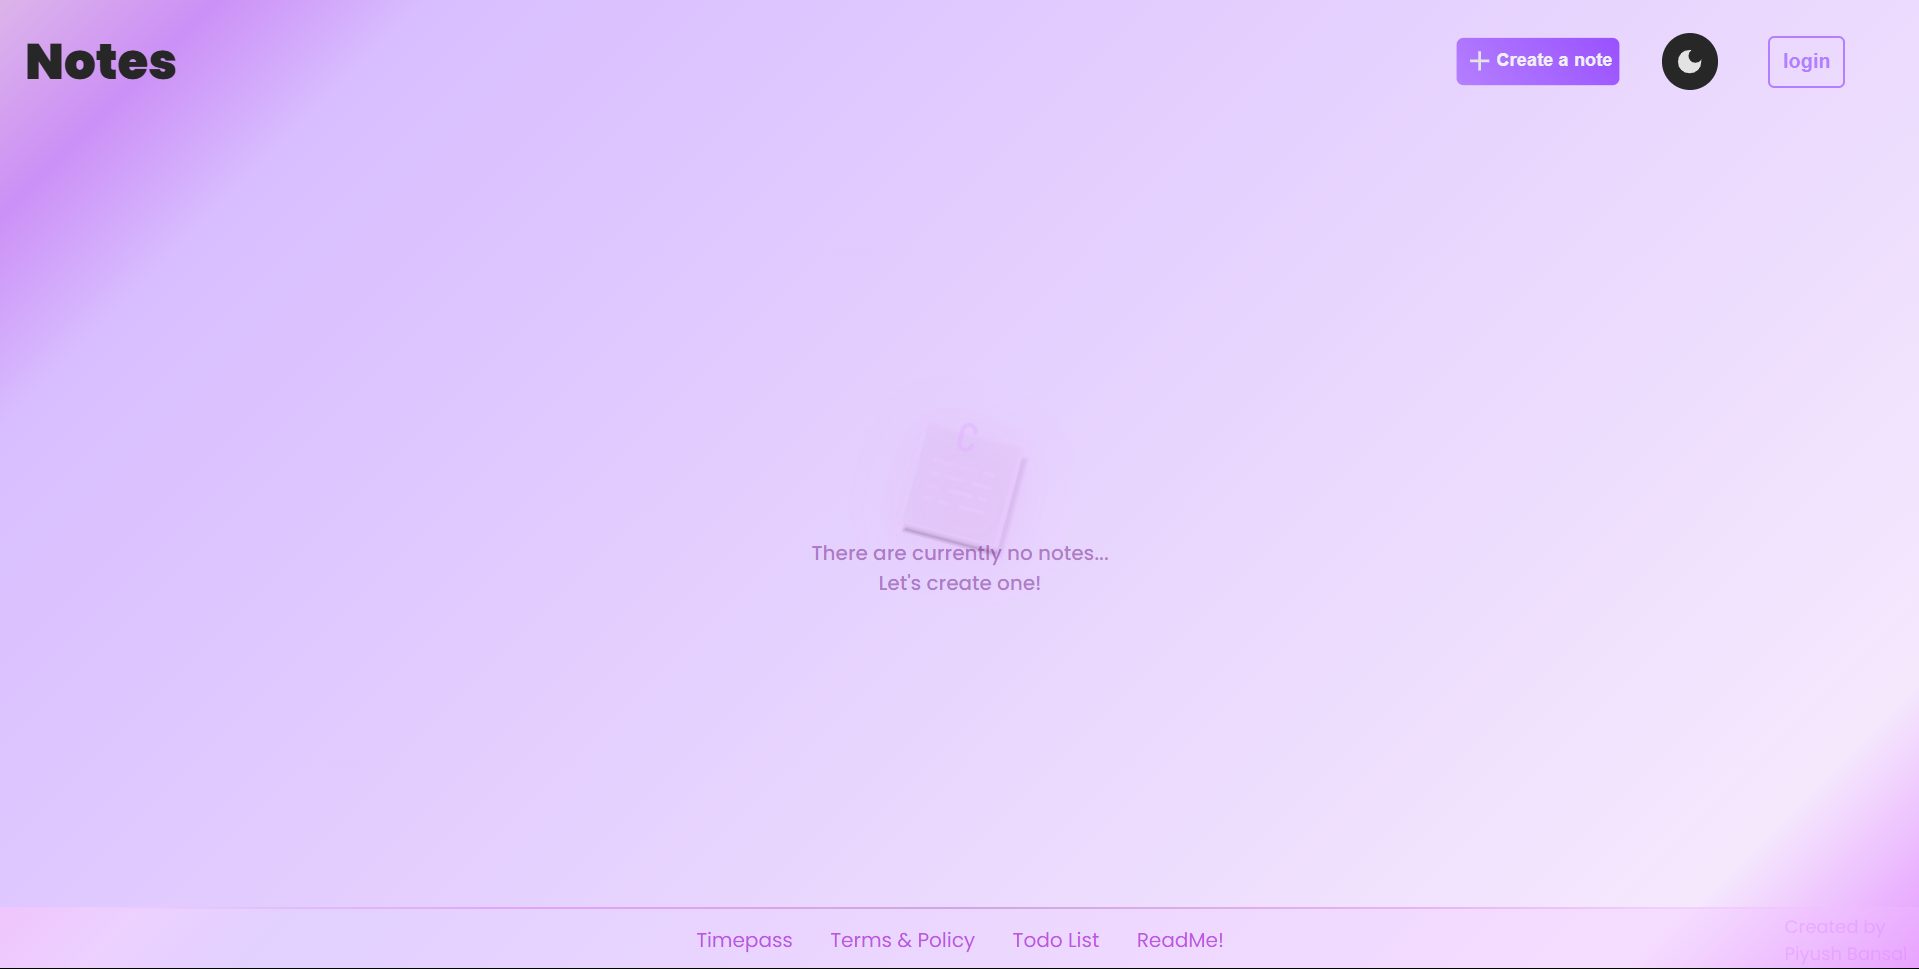 Notes
Create a note
login
There are currently no notes...
Let's create one!
Timepass
Terms & Policy
Todo List
ReadMe!
Created by
Piyush Bansal